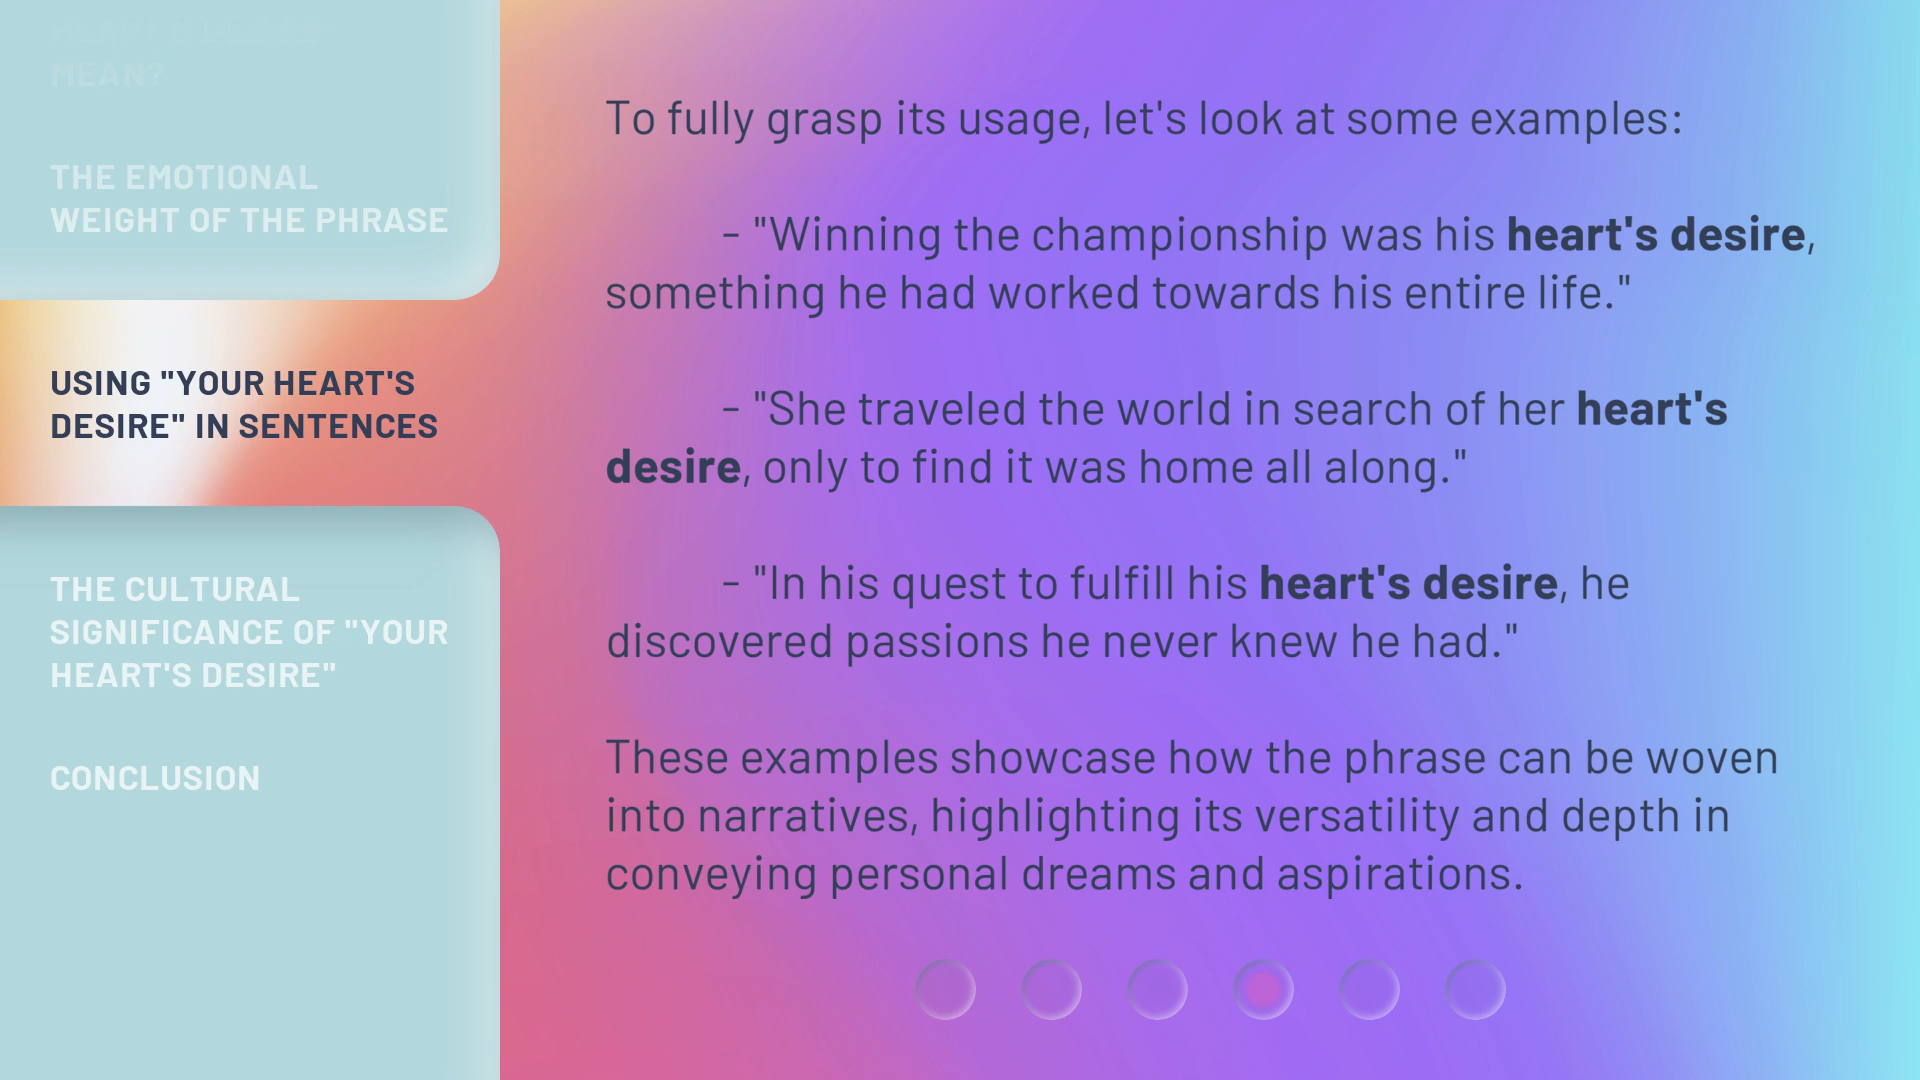 MEAN?
THE EMOTIONAL
WEIGHT OF THE PHRASE
USING "YOUR HEART'S
DESIRE" IN SENTENCES
THE CULTURAL
SIGNIFICANCE OF "YOUR
HEART'S DESIRE"
CONCLUSION
To fully grasp its usage, let's look at some examples:
- "Winning the championship was his heart's desire,
something he had worked towards his entire life."
- "She traveled the world in search of her heart's
desire, only to find it was home all along."
- "In his quest to fulfill his heart's desire, he
discovered passions he never knew he had."
These examples showcase how the phrase can be woven
into narratives, highlighting its versatility and depth in
conveying personal dreams and aspirations.